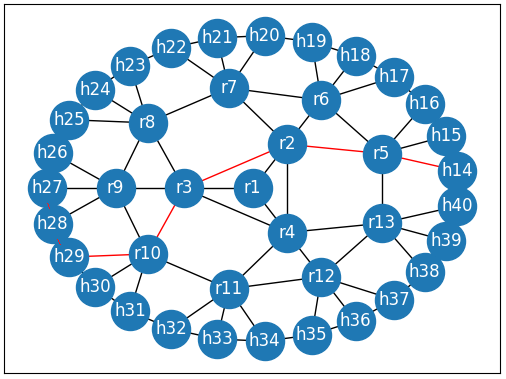 h21 h20
h22 h19
h23 h18
h24 r7 h17
h25 r8 r6 h16
h26 r2 r5 h15
h14
h27 r9 r3 r1
h28 r4 r13 h40
h29 r10 h39
h30 r11 r12 h38
h31 h37
h32 h36
h33 h34 h35